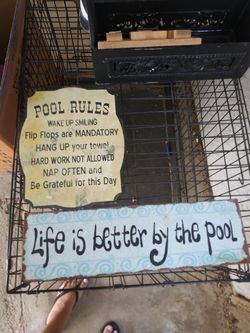 POOL RULES
WAKE UP SMILING
Flip Flops are MANDATORY
HANG UP your towel
HARD WORK NOT ALLOWED
NAP OFTEN and
Be Grateful for this Day
Life is better by the pool